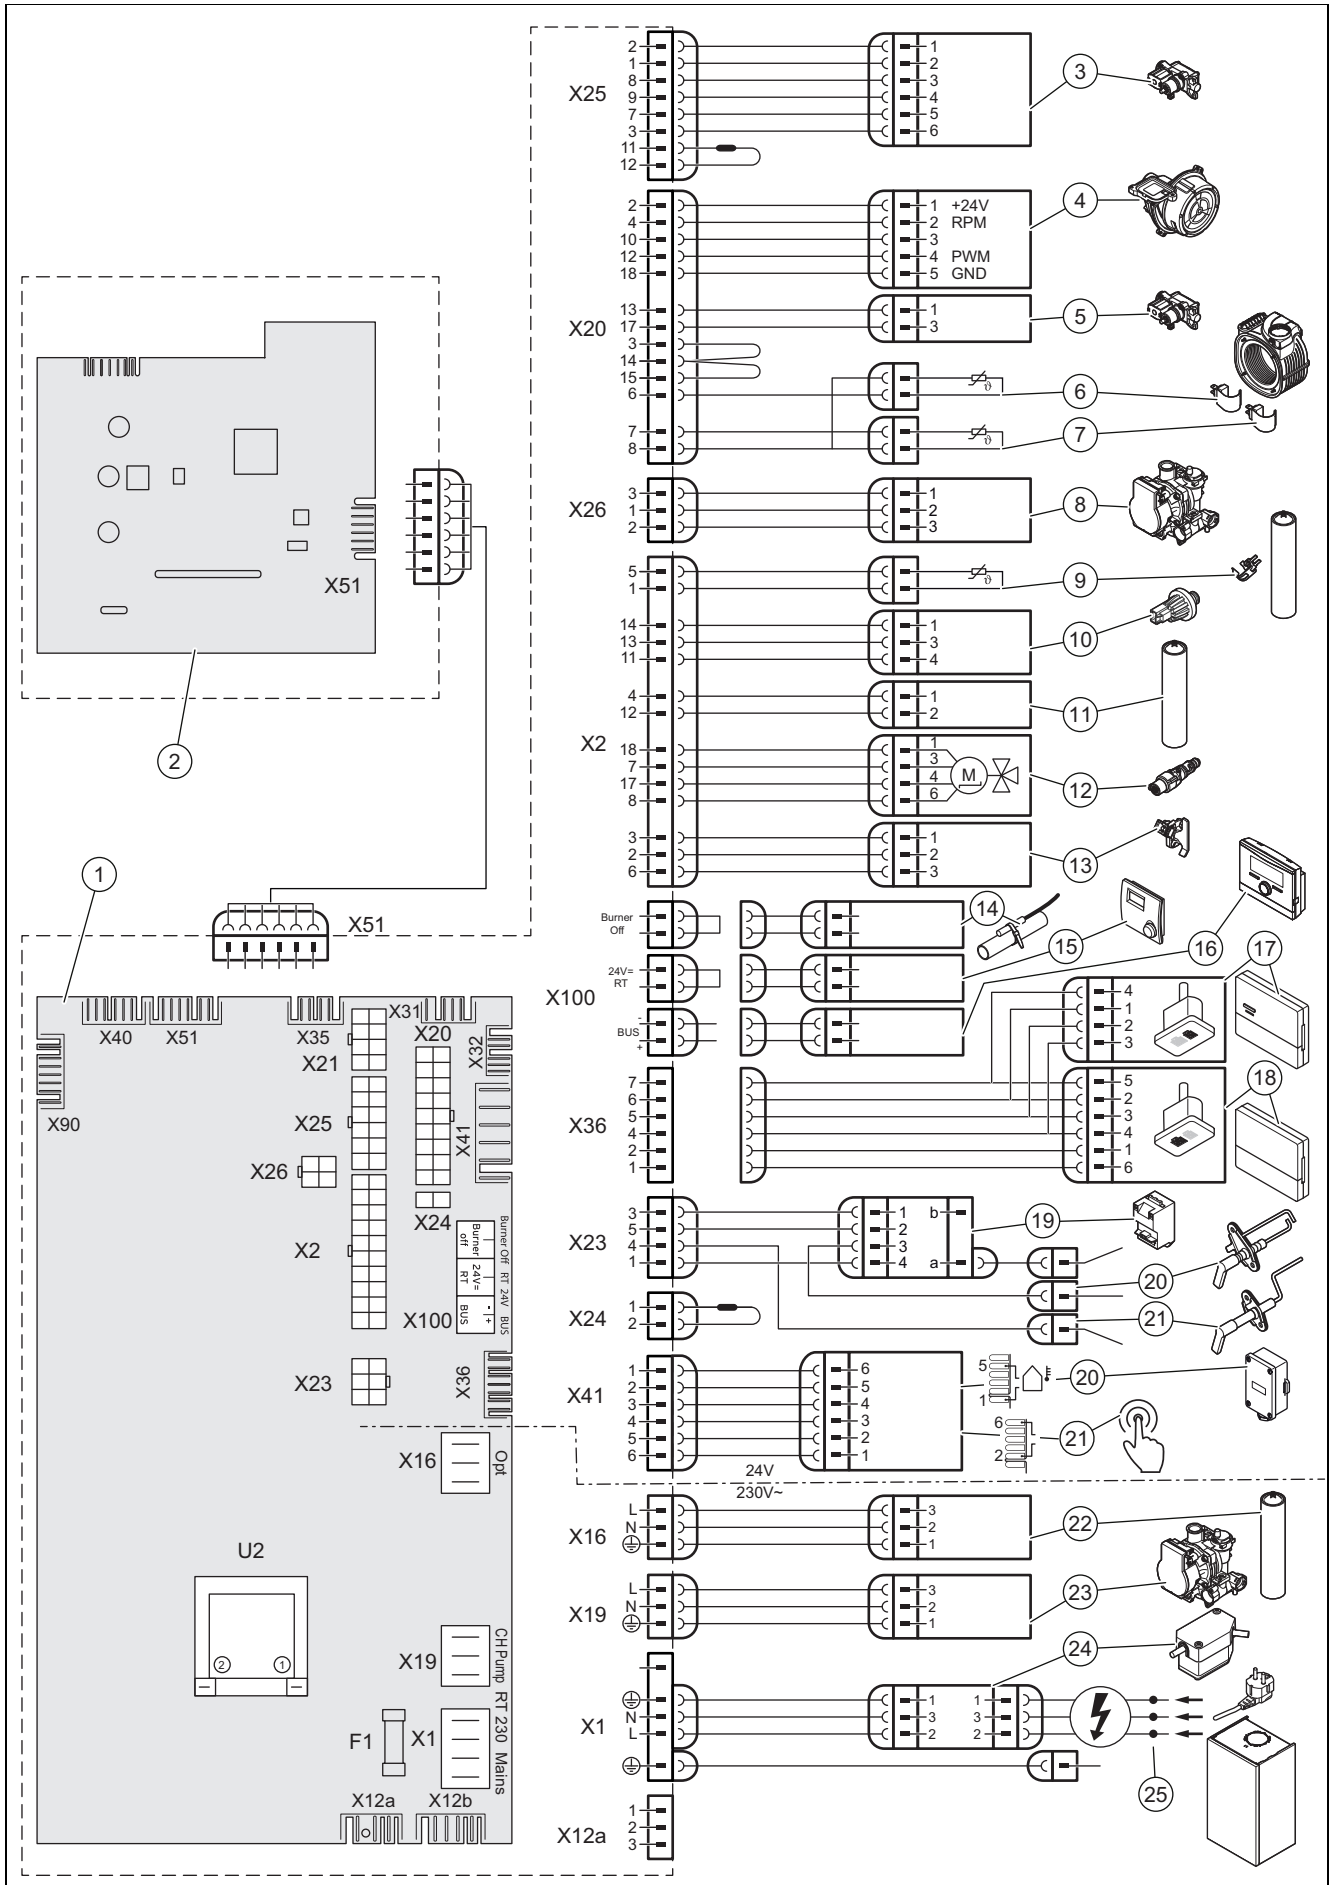 X25
2 1
1 2
8 3
9 4
7 5
3 6
11
12
3
X20
2 1 +24V
4 2 RPM
10 3
12 4 PWM
18 5 GND
4
13 1
17 3
5
3
14
15
6
ϑ
6
7
8
ϑ
7
X26
3 1
1 2
2 3
8
X2
5
1
ϑ
9
14 1
13 3
11 4
10
4 1
12 2
11
18 1
7 3
17 4
8 6
M
12
3 1
2 2
6 3
13
X51
2
1
X51
X100
Burner
Off
14
24V=
RT
15
-
BUS
+
16
4
1
2
3
17
X36
7 5
6 2
5 3
4 4
2 1
1 6
18
X23
3 1 b
5 2
4 3
1 4 a
19
20
21
X24
1
2
X41
1 6
2 5
3 4
4 3
5 2
6 1
5
1
20
6
2
21
24V
230V~
X16
L 3
N 2
1
22
X19
L 3
N 2
1
23
X1
1 1
N 3 3
L 2 2
24
25
X12a
1
2
3
X40
X51
X35
X31
X21
X20
X32
X90
X25
X41
X26
X24
X2
Burner Off RT 24V BUS
Burner
off
24V=
RT
BUS
- +
X100
X23
X36
X16
Opt
U2
2 1
X19
CH Pump RT 230 Mains
F1
X1
X12a
X12b